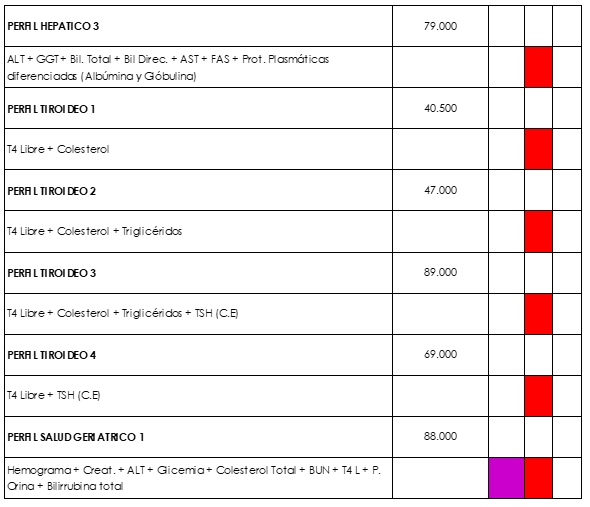 PERFIL HEPATICO 3 79.000
ALT + GGT + Bil. Total + Bil Direc. + AST + FAS + Prot. Plasmáticas
diferenciadas (Albúmina y Glóbulina)
PERFIL TIROIDEO 1 40.500
T4 Libre + Colesterol
PERFIL TIROIDEO 2 47.000
T4 Libre + Colesterol + Triglicéridos
PERFIL TIROIDEO 3 89.000
T4 Libre + Colesterol + Triglicéridos + TSH (C.E)
PERFIL TIROIDEO 4 69.000
T4 Libre + TSH (C.E)
PERFIL SALUD GERIATRICO 1 88.000
Hemograma + Creat. + ALT + Glicemia + Colesterol Total + BUN + T4 L + P.
Orina + Bilirrubina total